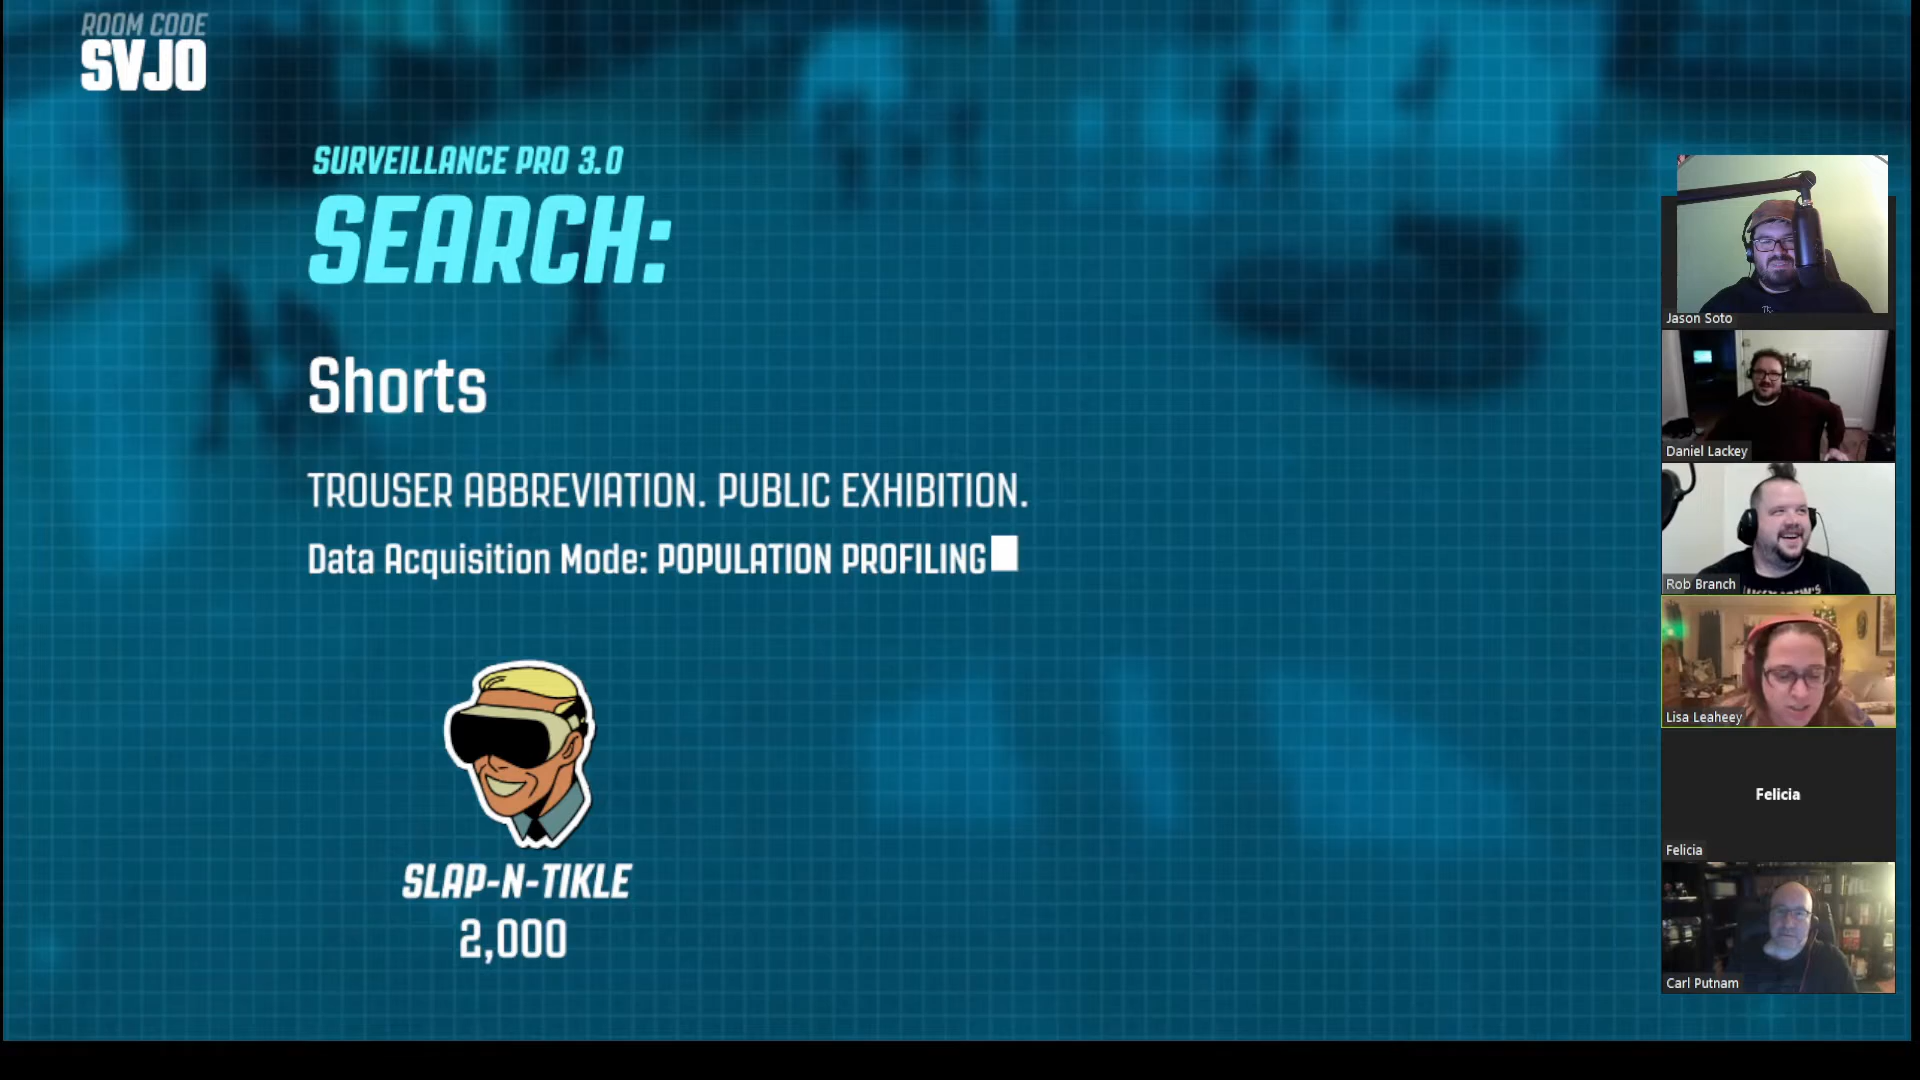 ROOM CODE
SVJO
SURVEILLANCE PRO 3.0
SEARCH:
Shorts
TROUSER ABBREVIATION. PUBLIC EXHIBITION.
Data Acquisition Mode: POPULATION PROFILING
SLAP-N-TIKLE
2,000
Jason Soto
Daniel Lackey
Rob Branch
Lisa Leaheey
Felicia
Felicia
Carl Putnam